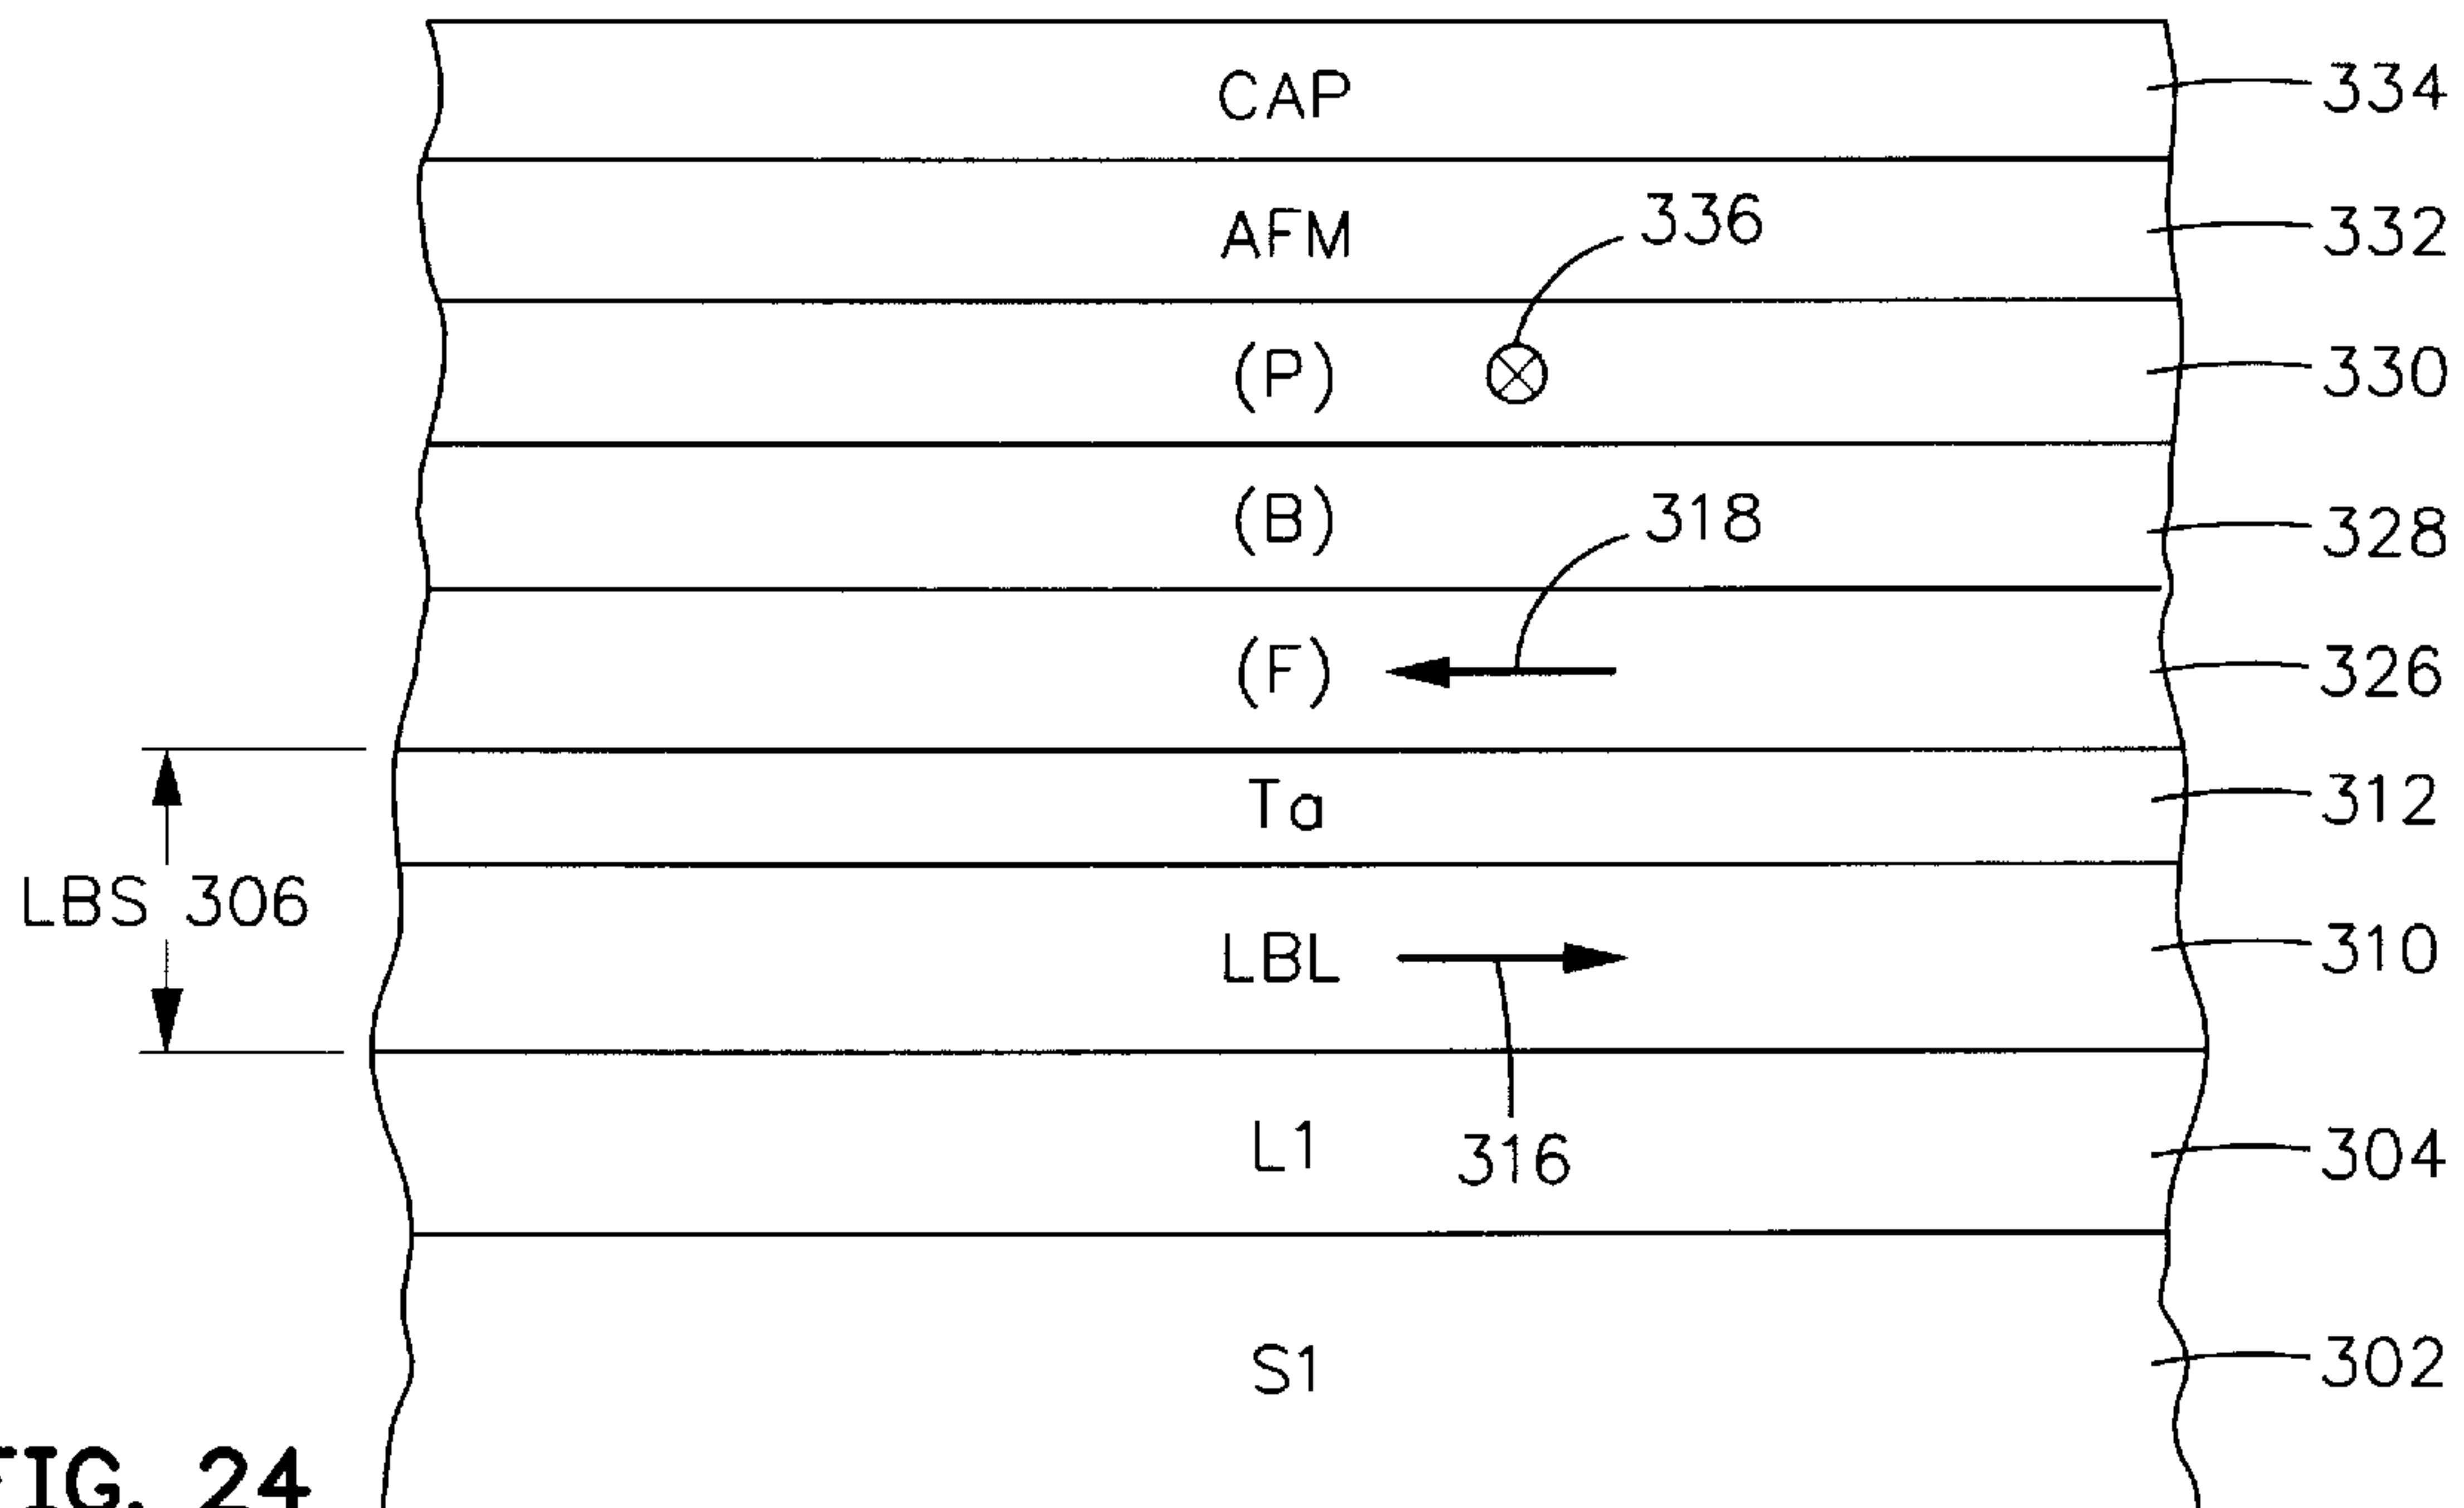 CAP 334
AFM 336 332
(P) 330
(B) 318 328
(F) 326
Ta 312
LBS 306
LBL 310
L1 316 304
S1 302
FIG. 24